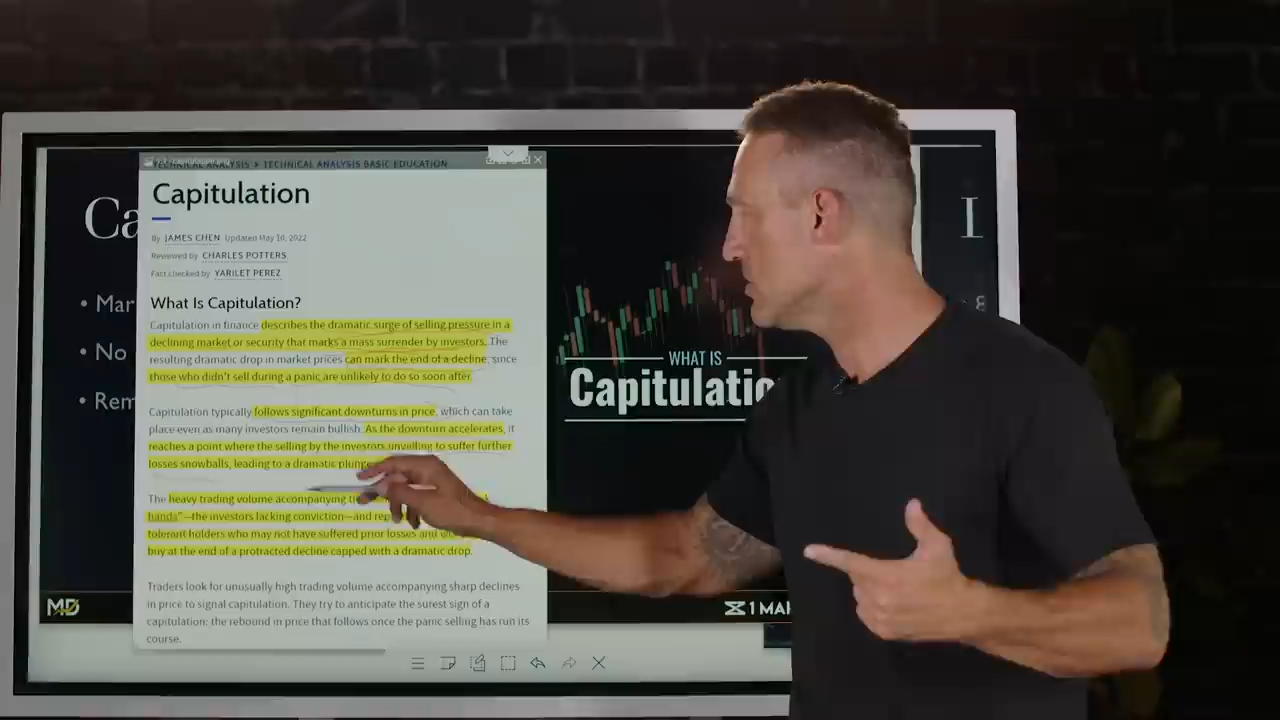 TECHNICAL ANALYSIS > TECHNICAL ANALYSIS BASIC EDUCATION
Capitulation
By JAMES CHEN Updated May 10, 2022
Reviewed by CHARLES POTTERS
Fact checked by YARILET PEREZ
What Is Capitulation?
Capitulation in finance describes the dramatic surge of selling pressure in a
declining market or security that marks a mass surrender by investors. The
resulting dramatic drop in market prices can mark the end of a decline, since
those who didn't sell during a panic are unlikely to do so soon after.
Capitulation typically follows significant downturns in price, which can take
place even as many investors remain bullish. As the downturn accelerates, it
reaches a point where the selling by the investors unwilling to suffer further
losses snowballs, leading to a dramatic plunge
The heavy trading volume accompanying
hands"—the investors lacking conviction—and
tolerant holders who may not have suffered prior losses and
buy at the end of a protracted decline capped with a dramatic drop.
Traders look for unusually high trading volume accompanying sharp declines
in price to signal capitulation. They try to anticipate the surest sign of a
capitulation: the rebound in price that follows once the panic selling has run its
course.
Ca
• Mar
• No
• Rem
WHAT IS
Capitulatio
I
MD
1 MA